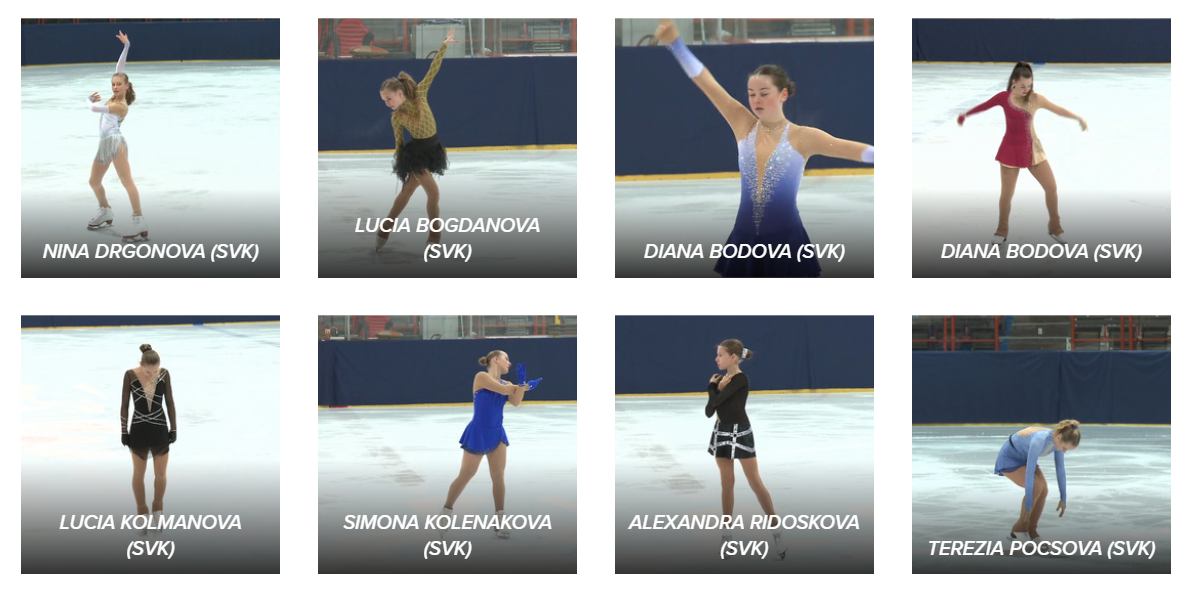 NINA DRGONOVA (SVK)
LUCIA BOGDANOVA
(SVK)
DIANA BODOVA (SVK)
DIANA BODOVA (SVK)
LUCIA KOLMANOVA
(SVK)
SIMONA KOLENAKOVA
(SVK)
ALEXANDRA RIDOSKOVA
(SVK)
TEREZIA POCSOVA (SVK)